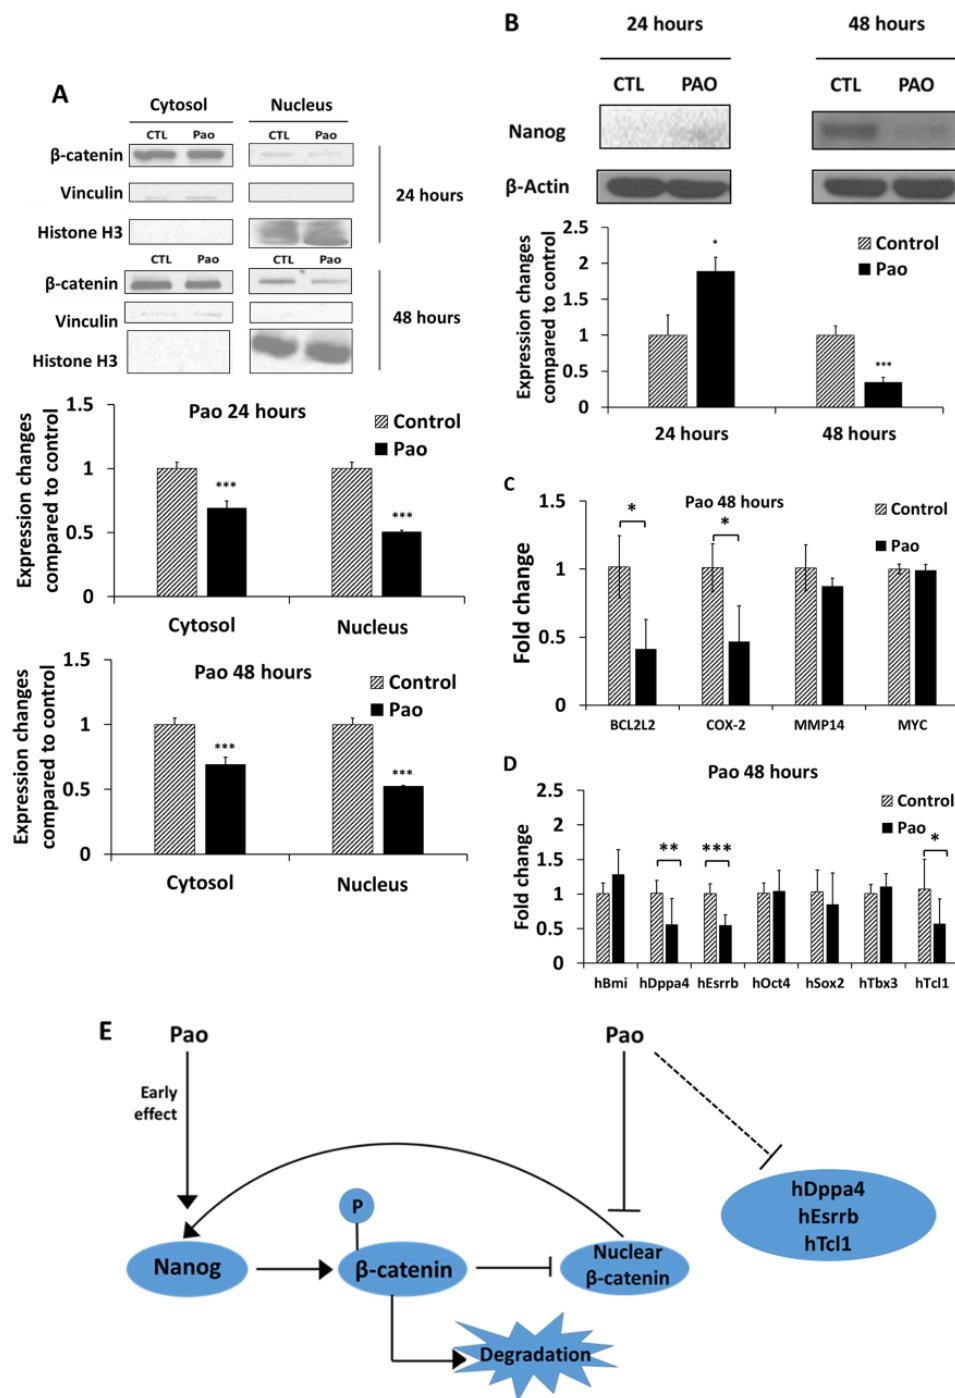 A
Cytosol Nucleus
CTL Pao CTL Pao
β-catenin
Vinculin
Histone H3
24 hours
CTL Pao CTL Pao
β-catenin
Vinculin
Histone H3
48 hours
Pao 24 hours
Control
Pao
Expression changes
compared to control
1.5
1
0.5
0
*** ***
Cytosol Nucleus
Pao 48 hours
Control
Pao
Expression changes
compared to control
1.5
1
0.5
0
*** ***
Cytosol Nucleus
B
24 hours 48 hours
CTL PAO CTL PAO
Nanog
β-Actin
Expression changes
compared to control
2.5
2
1.5
1
0.5
0
Control
Pao
* ***
24 hours 48 hours
C
Pao 48 hours
Control
Pao
Fold change
1.5
1
0.5
0
* *
BCL2L2 COX-2 MMP14 MYC
D
Pao 48 hours
Control
Pao
Fold change
2.5
2
1.5
1
0.5
0
** *** *
hBmi hDppa4 hEsrrb hOct4 hSox2 hTbx3 hTcl1
E
Pao Pao
Early
effect
P
Nanog
β-catenin
Nuclear
β-catenin
hDppa4
hEsrrb
hTcl1
Degradation